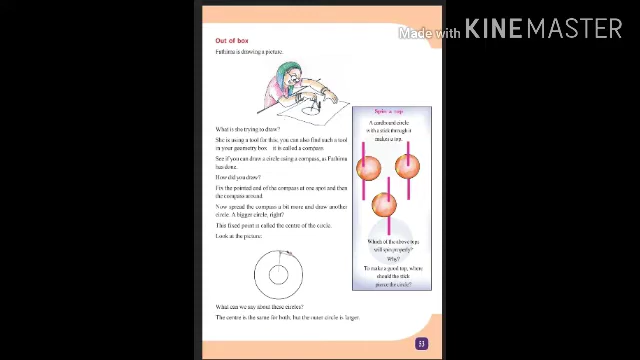 Made with KINEMASTER
Out of box
Fathima is drawing a picture.
What is she trying to draw?
She is using a tool for this; you can also find such a tool
in your geometry box; it is called a compass.
See if you can draw a circle using a compass, as Fathima
has done.
How did you draw?
Fix the pointed end of the compass at one spot and then
the compass around.
Now spread the compass a bit more and draw another
circle. A bigger circle, right?
This fixed point is called the centre of the circle.
Look at the picture:
What can we say about these circles?
The centre is the same for both; but the outer circle is larger.
Spin a top
A cardboard circle
with a stick through it
makes a top.
Which of the above tops
will spin properly?
Why?
To make a good top, where
should the stick
pierce the circle?
53